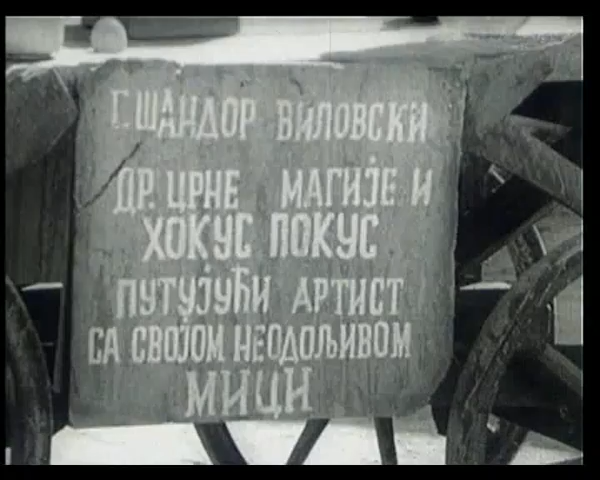 Г. ШАНДОР ВИЛОВСКИ
ДР. ЦРНЕ МАГИЈЕ И
ХОКУС ПОКУС
ПУТУЈУЋИ АРТИСТ
СА СВОЈОМ НЕОДОЉИВОМ
МИЦИ